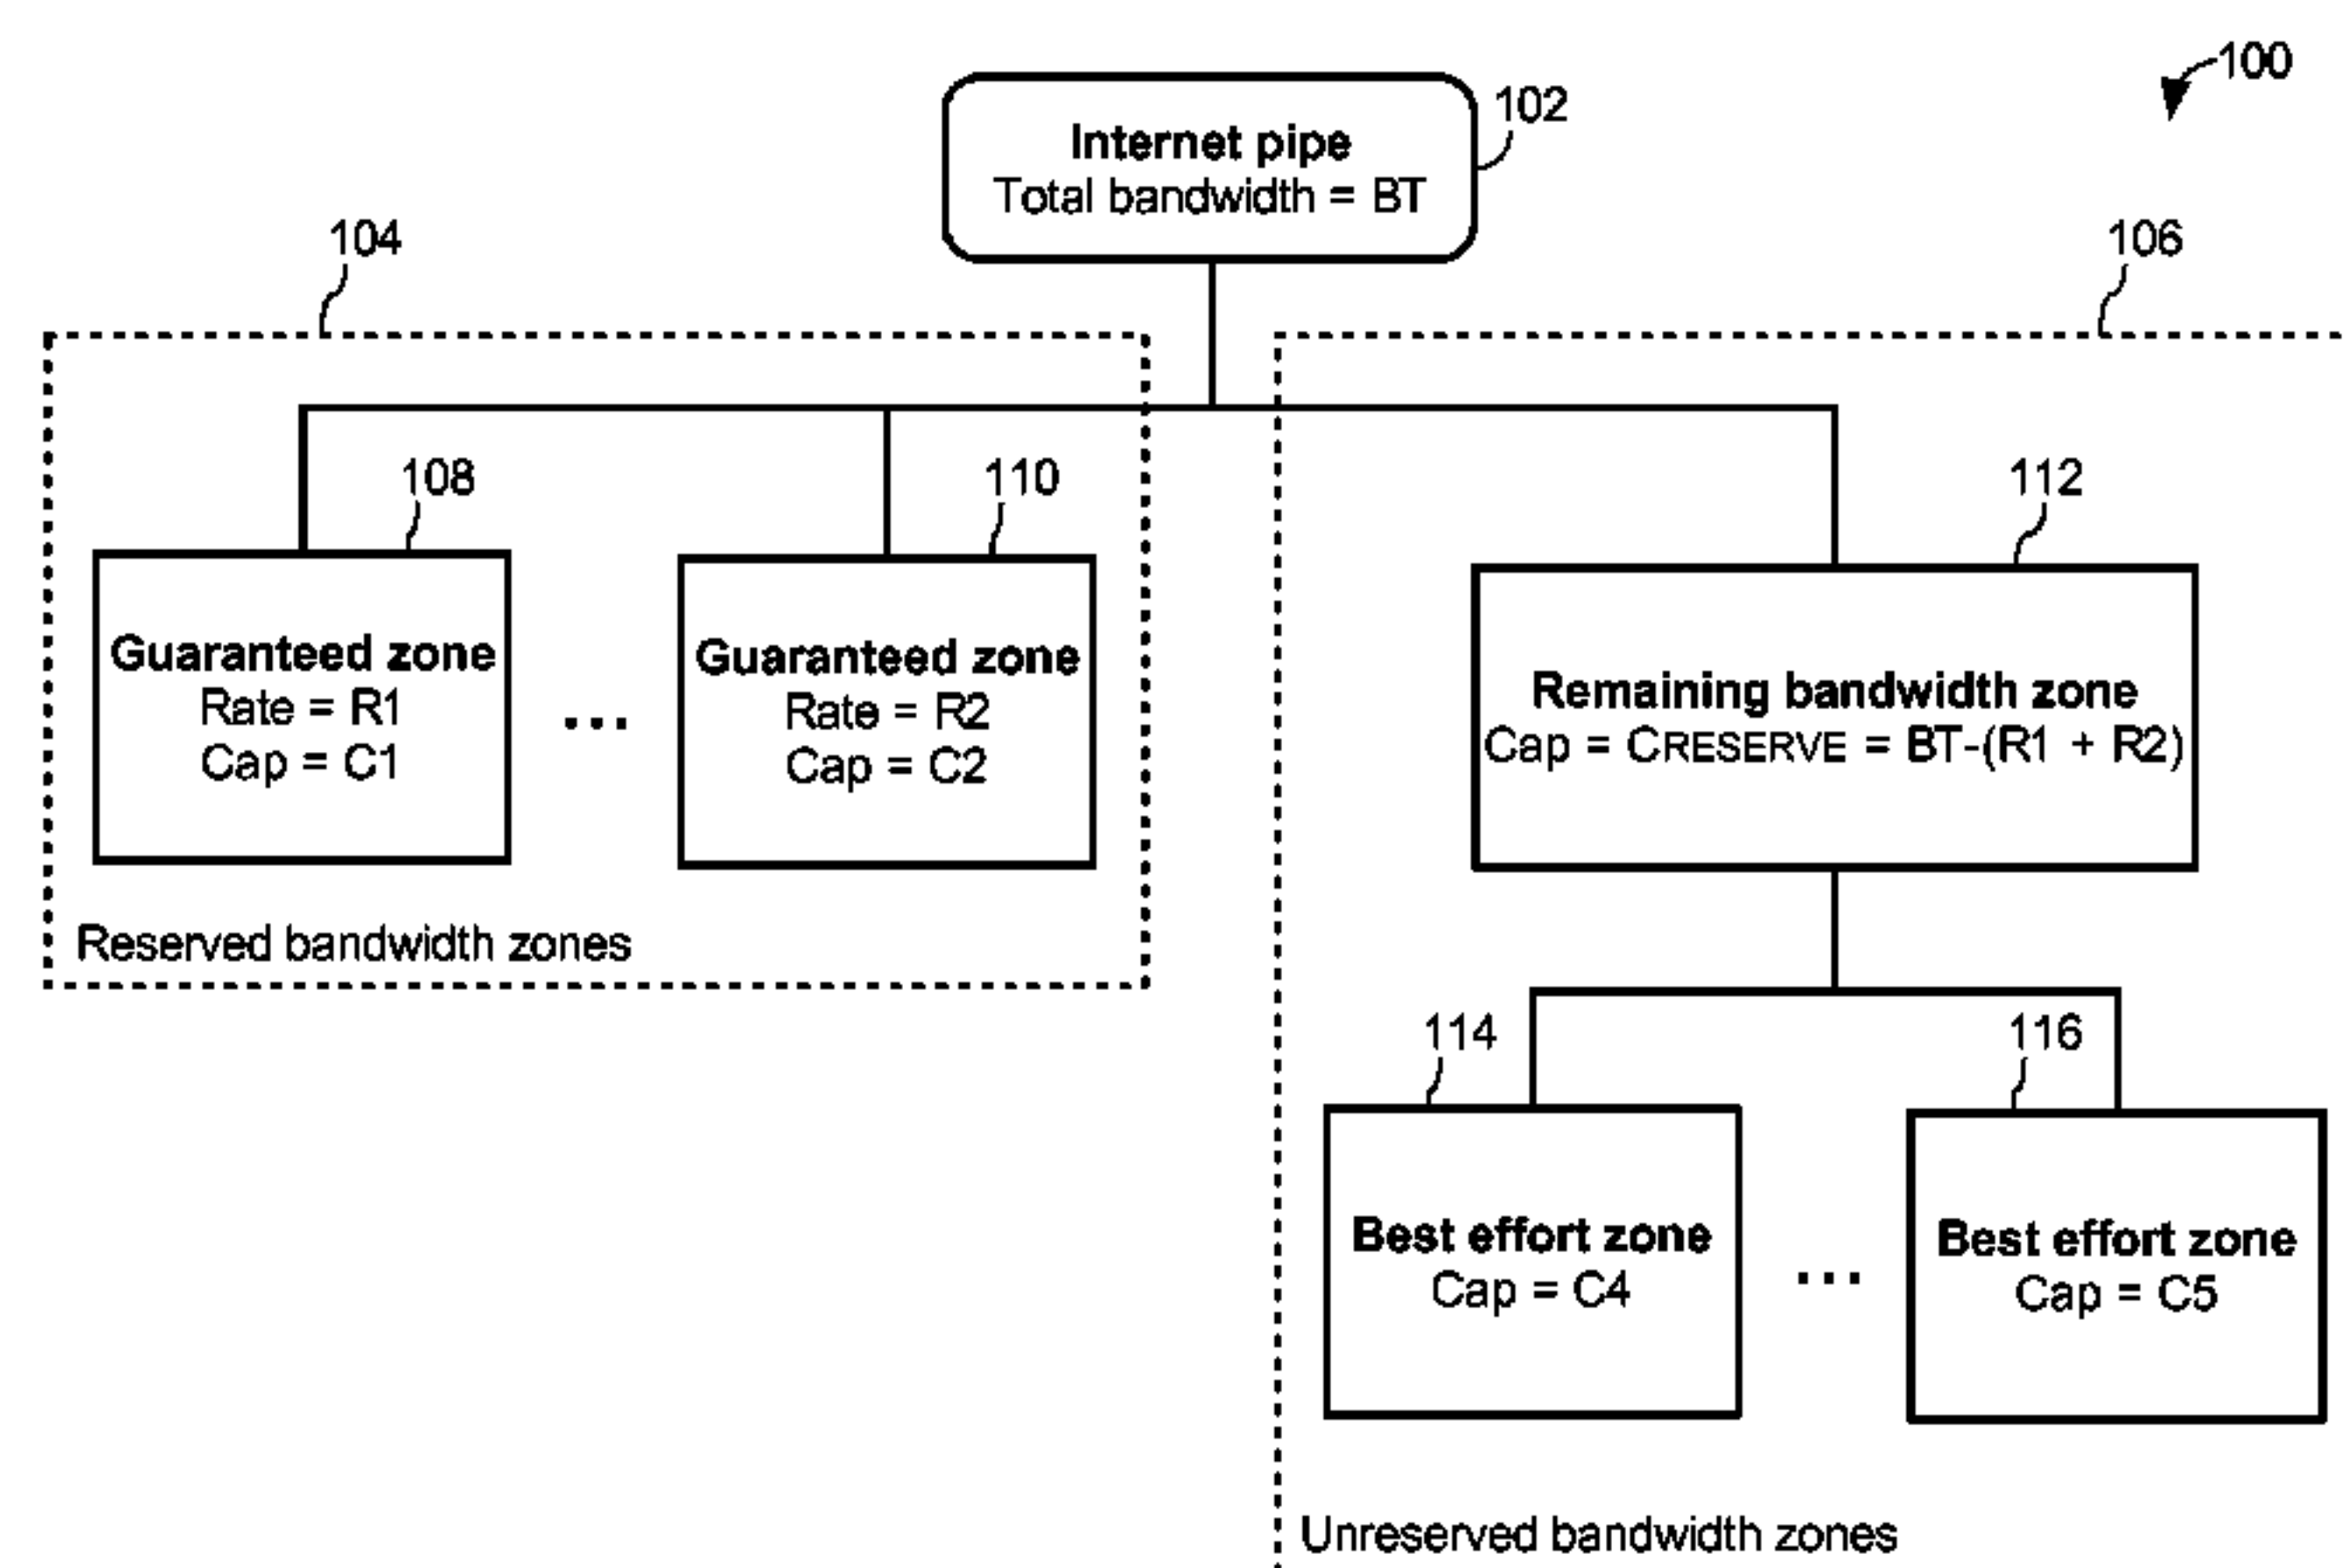 100
102
Internet pipe
Total bandwidth = BT
104
106
108
Guaranteed zone
Rate = R1
Cap = C1
...
110
Guaranteed zone
Rate = R2
Cap = C2
Reserved bandwidth zones
112
Remaining bandwidth zone
Cap = CRESERVE = BT-(R1 + R2)
114
Best effort zone
Cap = C4
...
116
Best effort zone
Cap = C5
Unreserved bandwidth zones